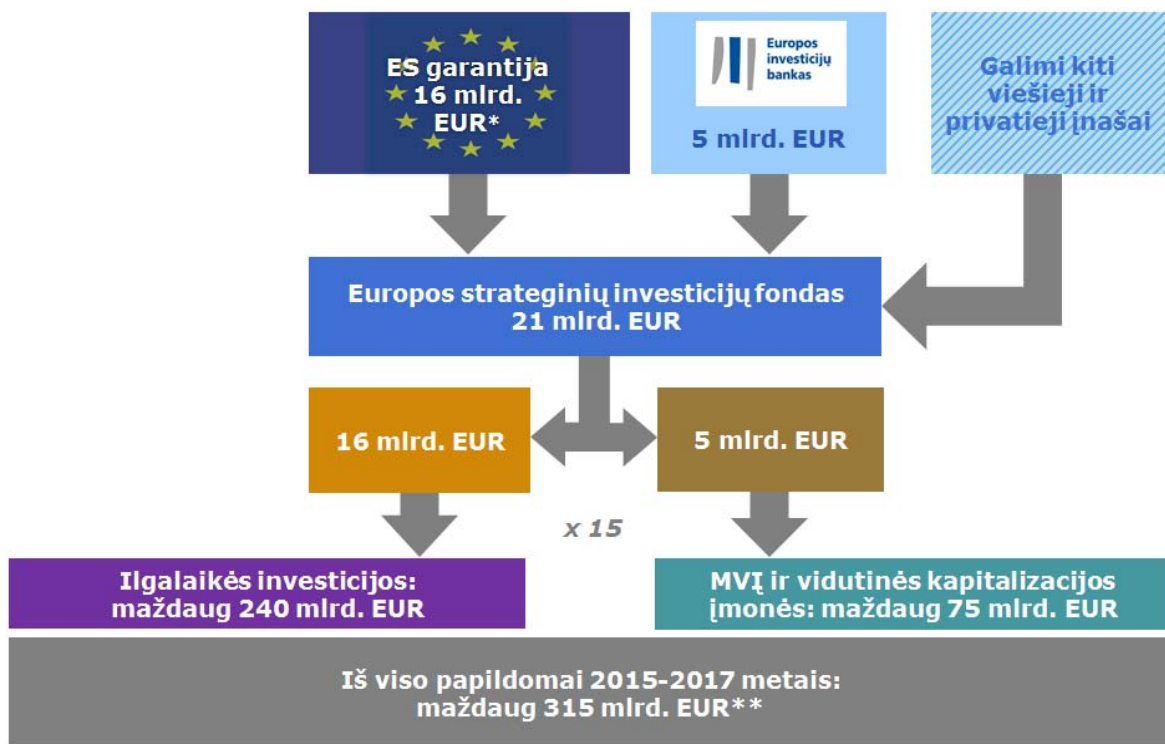 ES garantija
16 mlrd.
EUR*
Europos
investicijų
bankas
5 mlrd. EUR
Galimi kiti
viešieji ir
privatieji įnašai
Europos strateginių investicijų fondas
21 mlrd. EUR
16 mlrd. EUR
5 mlrd. EUR
x 15
Ilgalaikės investicijos:
maždaug 240 mlrd. EUR
MVĮ ir vidutinės kapitalizacijos
įmonės: maždaug 75 mlrd. EUR
Iš viso papildomai 2015-2017 metais:
maždaug 315 mlrd. EUR**